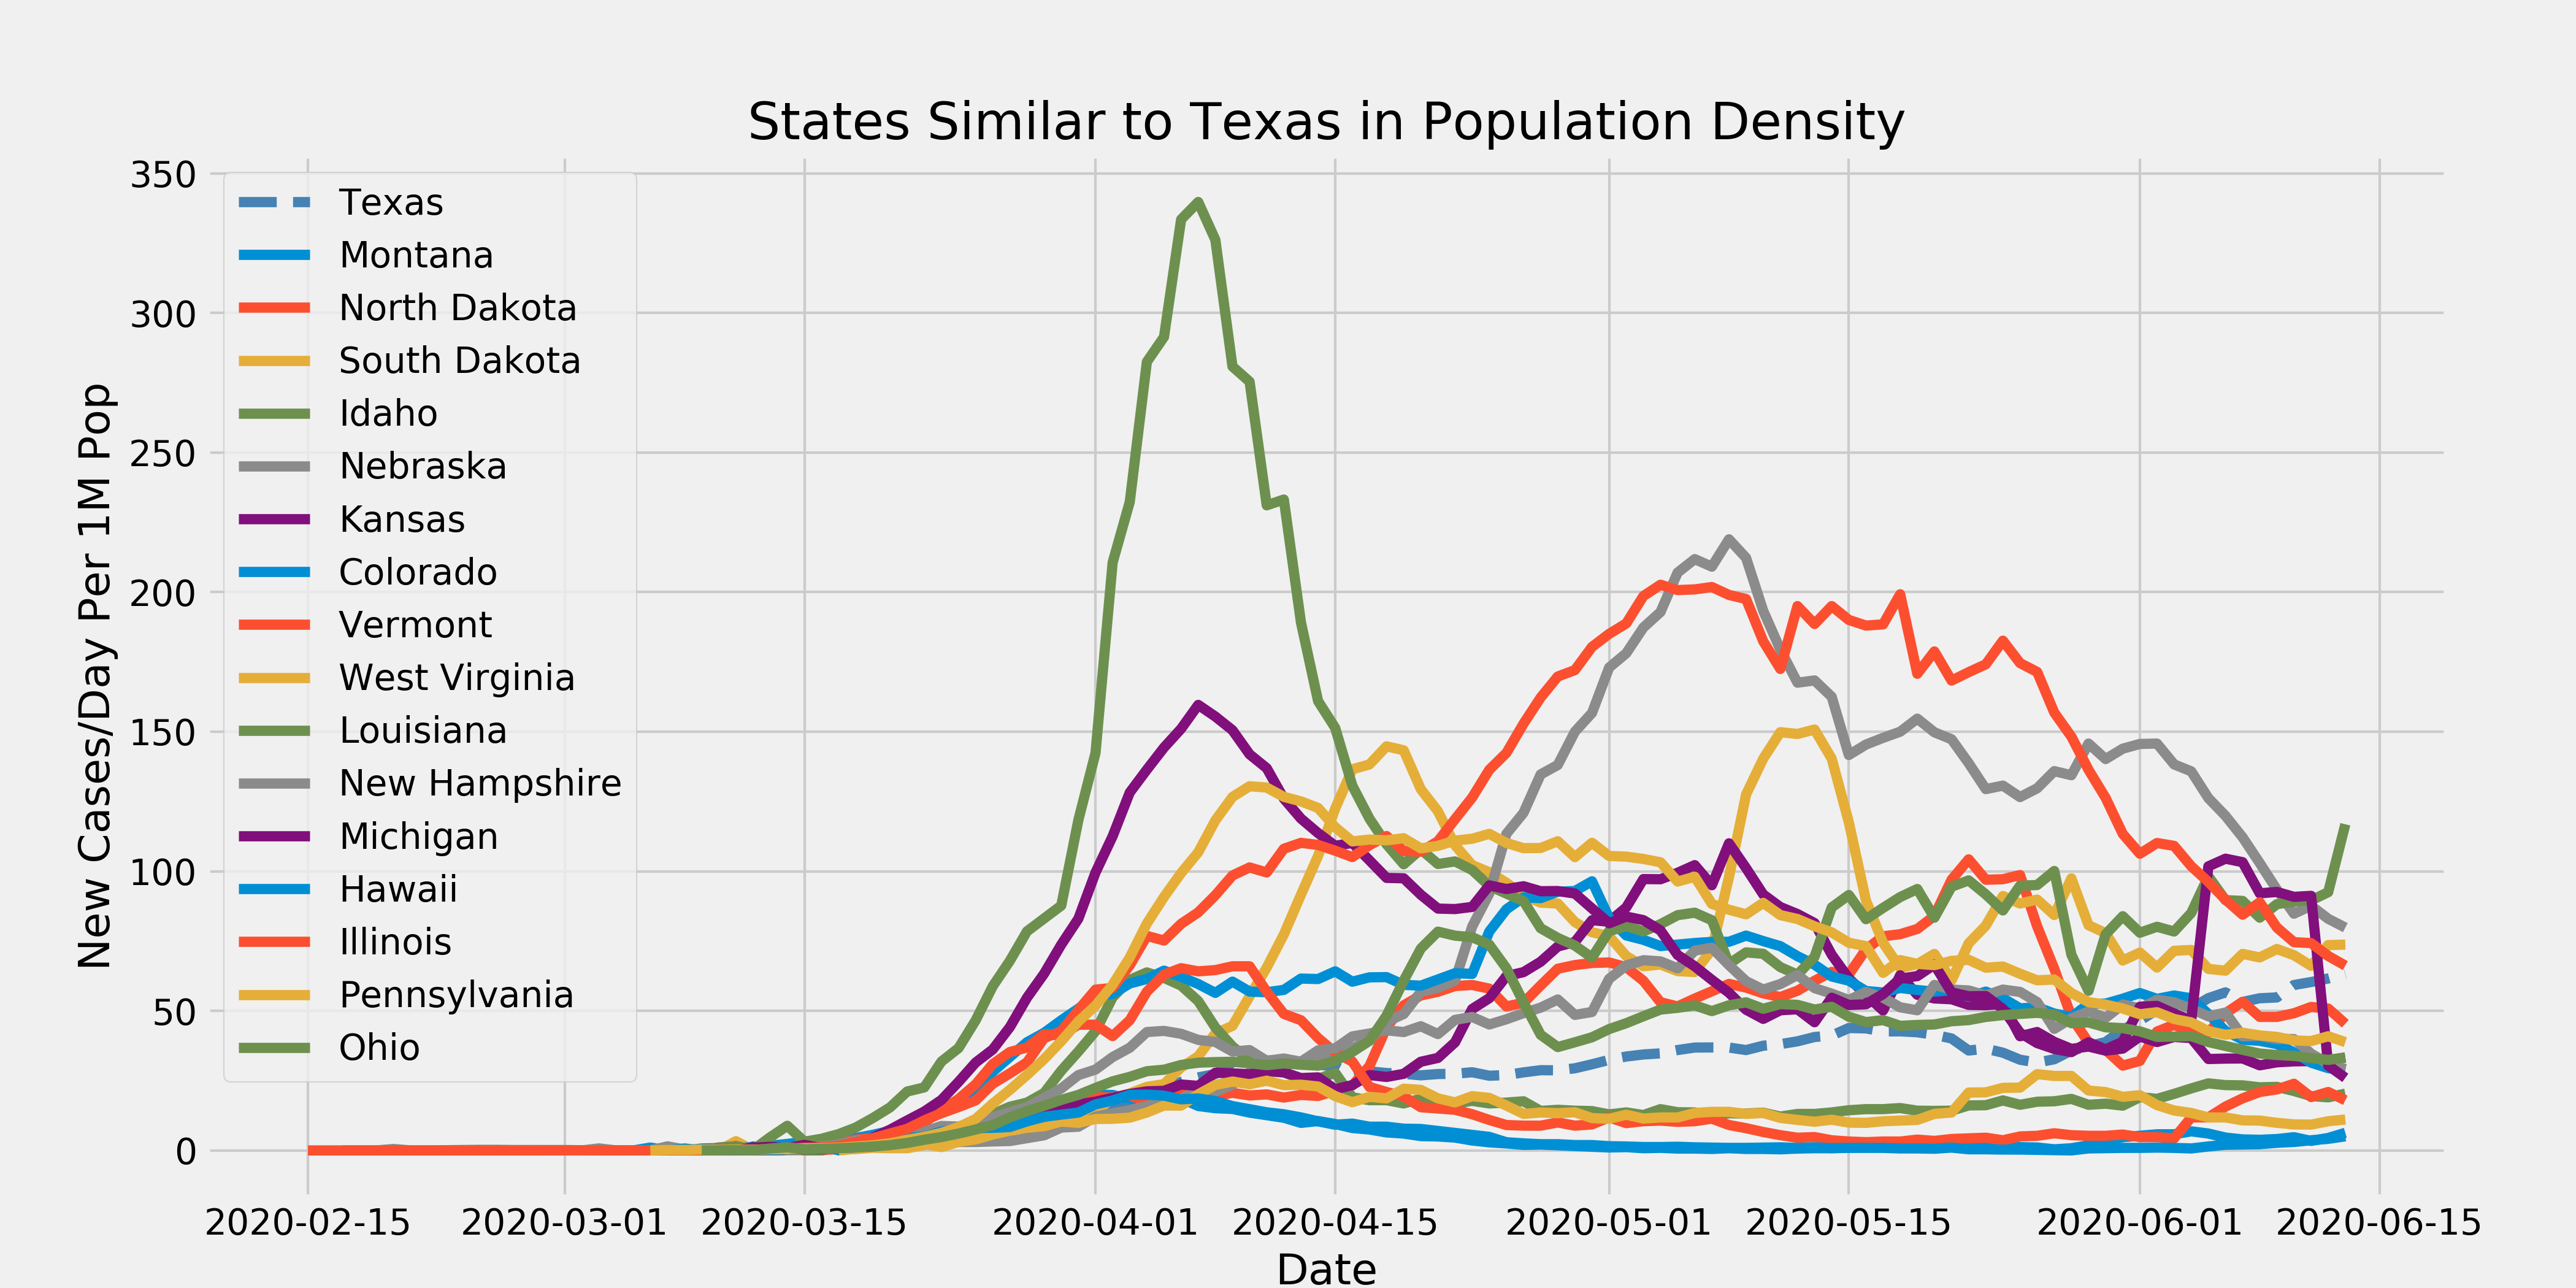 States Similar to Texas in Population Density
New Cases/Day Per 1M Pop
350
300
250
200
150
100
50
0
Texas
Montana
North Dakota
South Dakota
Idaho
Nebraska
Kansas
Colorado
Vermont
West Virginia
Louisiana
New Hampshire
Michigan
Hawaii
Illinois
Pennsylvania
Ohio
2020-02-15 2020-03-01 2020-03-15 2020-04-01 2020-04-15 2020-05-01 2020-05-15 2020-06-01 2020-06-15
Date